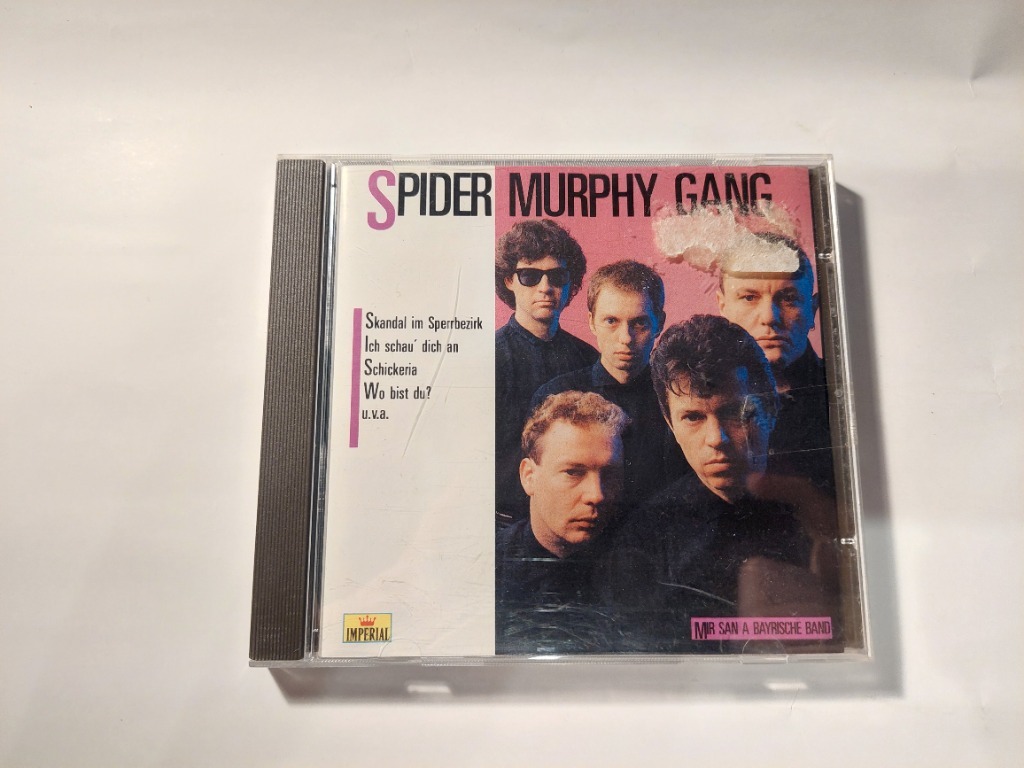 SPIDER MURPHY GANG
Skandal im Sperrbezirk
Ich schau' dich an
Schickeria
Wo bist du?
u.v.a.
IMPERIAL
MIR SAN A BAYRISCHE BAND